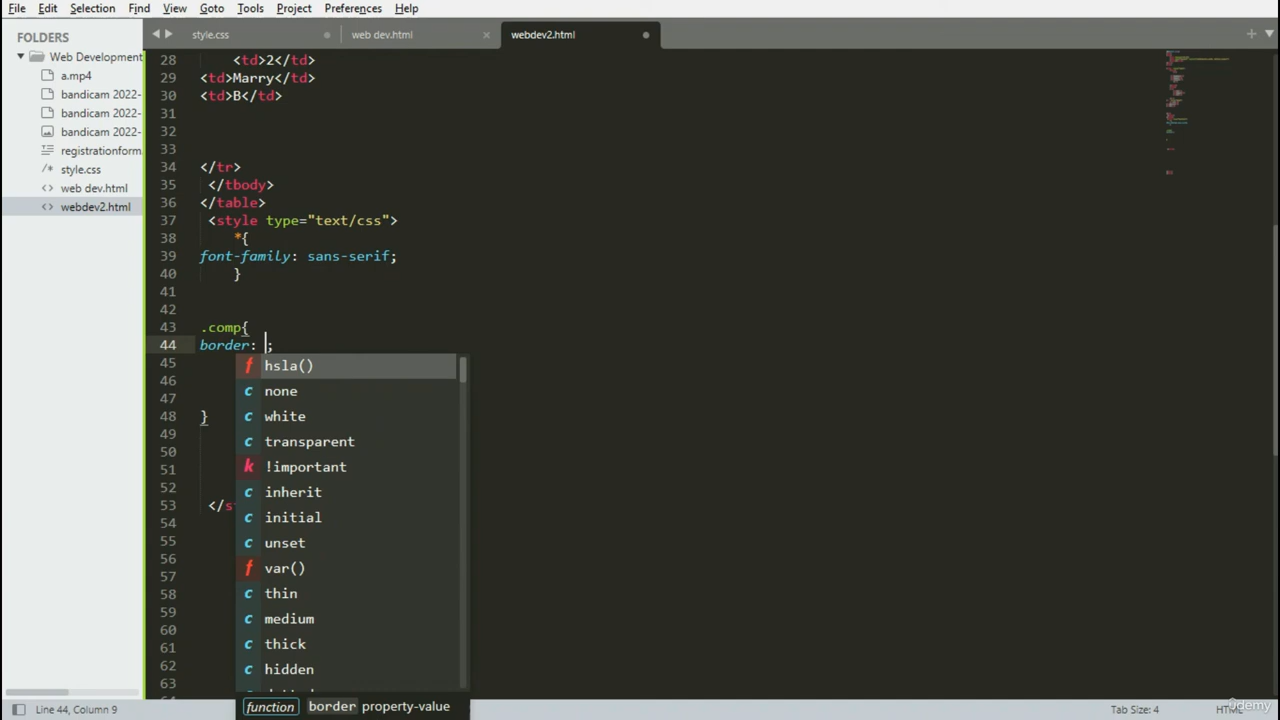 File Edit Selection Find View Goto Tools Project Preferences Help
FOLDERS
Web Development
a.mp4
bandicam 2022-
bandicam 2022-
bandicam 2022-
registrationform.
style.css
web dev.html
webdev2.html
style.css
web dev.html
webdev2.html
28 <td>2</td>
29 <td>Marry</td>
30 <td>B</td>
31
32
33
34 </tr>
35 </tbody>
36 </table>
37 <style type="text/css">
38 *{
39 font-family: sans-serif;
40 }
41
42
43 .comp{
44 border: ;
45
46
47
48 }
49
50
51
52
53 </s
54
55
56
57
58
59
60
61
62
63
f hsla()
c none
c white
c transparent
k !important
c inherit
c initial
c unset
f var()
c thin
c medium
c thick
c hidden
function border property-value
Line 44, Column 9
Tab Size: 4
HTML
Udemy